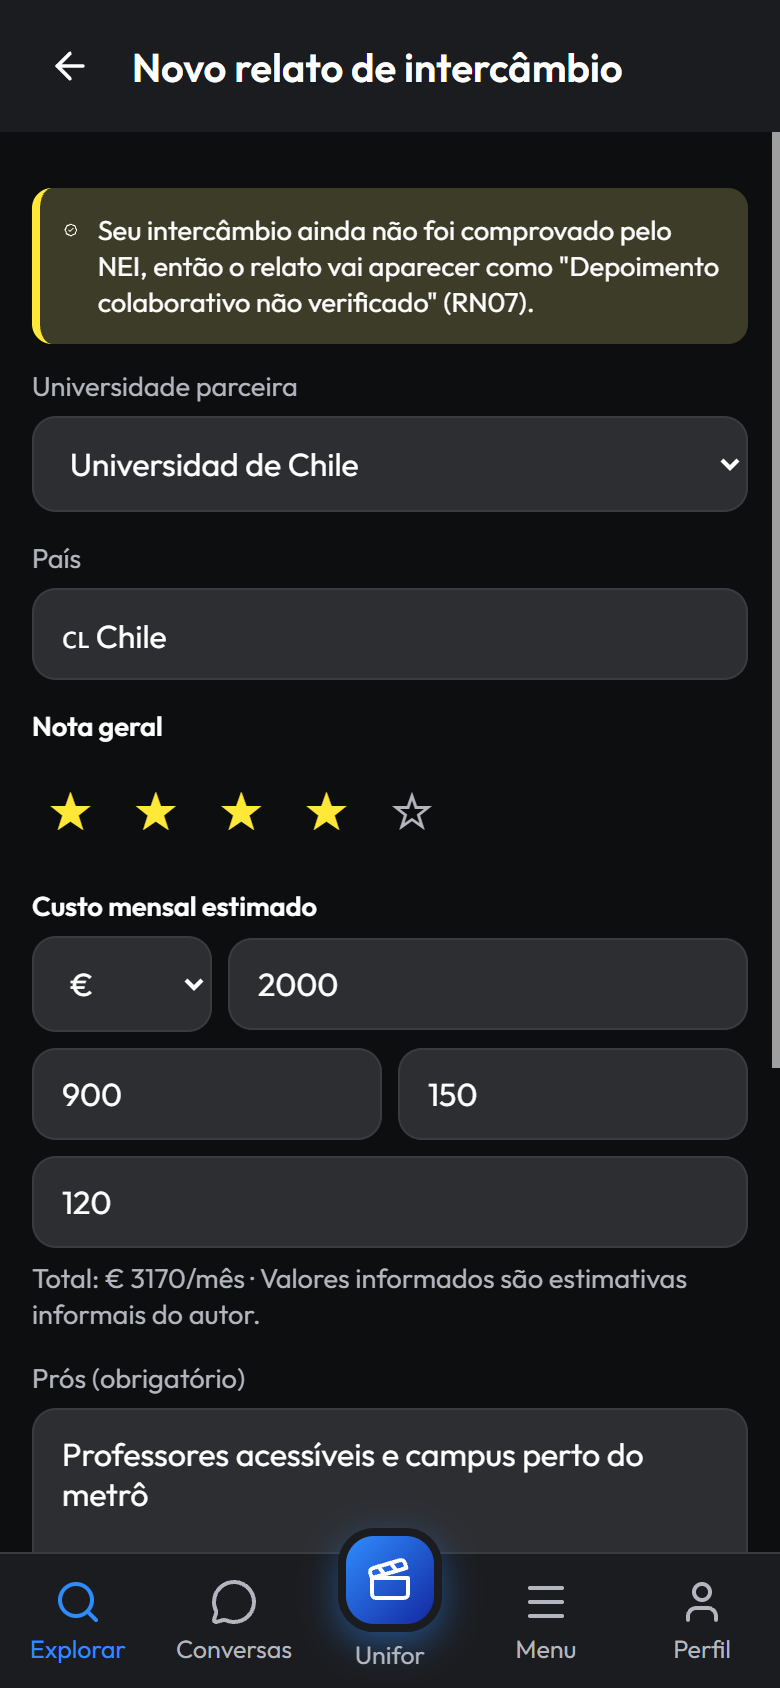 Novo relato de intercâmbio
Seu intercâmbio ainda não foi comprovado pelo
NEI, então o relato vai aparecer como "Depoimento
colaborativo não verificado" (RN07).
Universidade parceira
Universidad de Chile
País
CL Chile
Nota geral
Custo mensal estimado
€
2000
900
150
120
Total: € 3170/mês · Valores informados são estimativas
informais do autor.
Prós (obrigatório)
Professores acessíveis e campus perto do
metrô
Explorar
Conversas
Unifor
Menu
Perfil